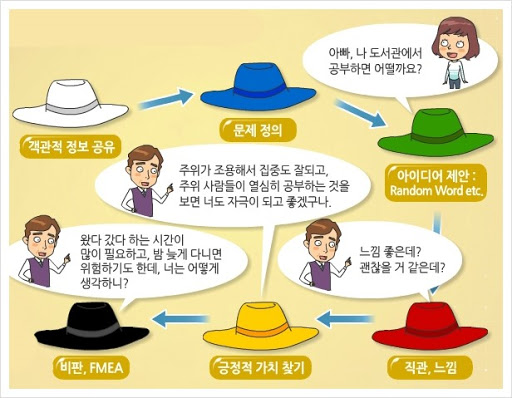 아빠, 나 도서관에서
공부하면 어떨까요?
객관적 정보 공유
문제 정의
아이디어 제안 :
Random Word etc.
주위가 조용해서 집중도 잘되고,
주위 사람들이 열심히 공부하는 것을
보면 너도 자극이 되고 좋겠구나.
왔다 갔다 하는 시간이
많이 필요하고, 밤 늦게 다니면
위험하기도 한데, 너는 어떻게
생각하니?
느낌 좋은데?
괜찮을 거 같은데?
비판, FMEA
긍정적 가치 찾기
직관, 느낌